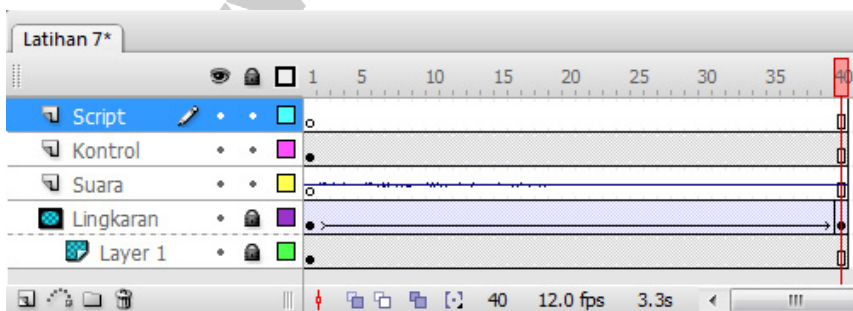 Latihan 7*
1 5 10 15 20 25 30 35 40
Script
Kontrol
Suara
Lingkaran
Layer 1
40 12.0 fps 3.3s